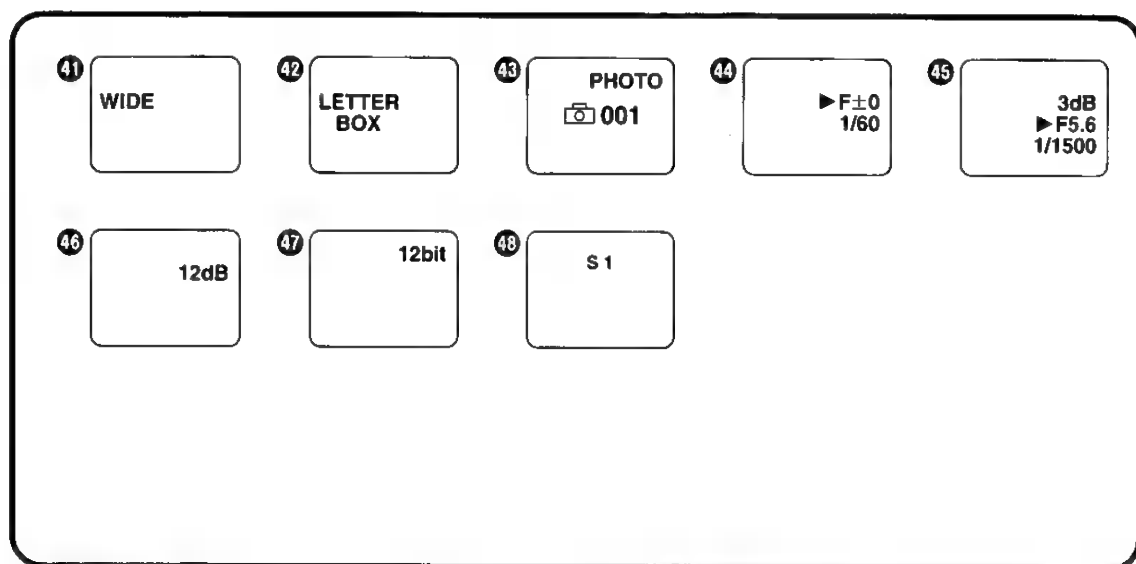 41
WIDE
42
LETTER
BOX
43
PHOTO
001
44
▶F±0
1/60
45
3dB
▶F5.6
1/1500
46
12dB
47
12bit
48
S 1